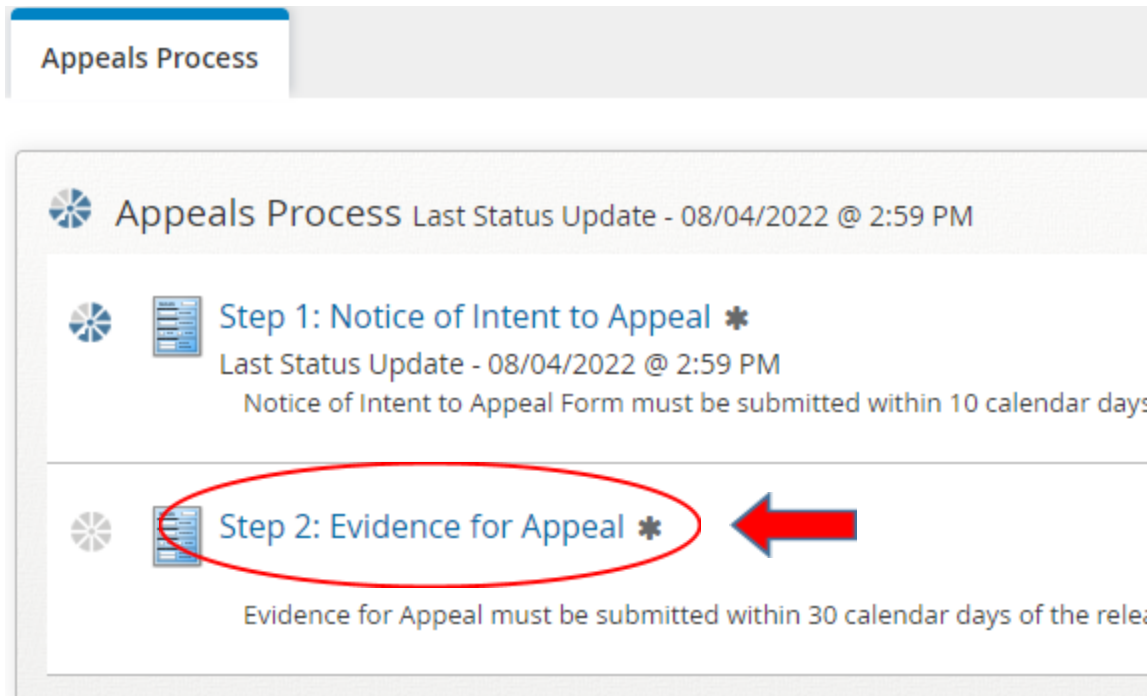 Appeals Process
Appeals Process Last Status Update - 08/04/2022 @ 2:59 PM
Step 1: Notice of Intent to Appeal ✱
Last Status Update - 08/04/2022 @ 2:59 PM
Notice of Intent to Appeal Form must be submitted within 10 calendar days
Step 2: Evidence for Appeal ✱
Evidence for Appeal must be submitted within 30 calendar days of the